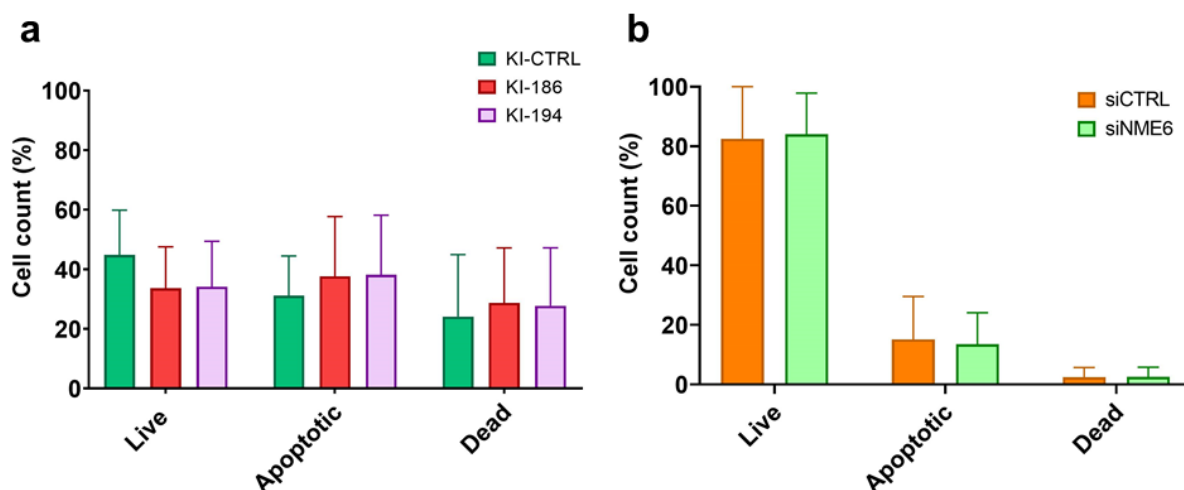 a
KI-CTRL
KI-186
KI-194
Cell count (%)
100
80
60
40
20
0
Live
Apoptotic
Dead
b
siCTRL
siNME6
Cell count (%)
100
80
60
40
20
0
Live
Apoptotic
Dead